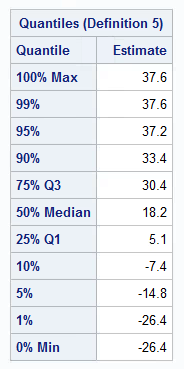 Quantiles (Definition 5)
Quantile Estimate
100% Max 37.6
99% 37.6
95% 37.2
90% 33.4
75% Q3 30.4
50% Median 18.2
25% Q1 5.1
10% -7.4
5% -14.8
1% -26.4
0% Min -26.4